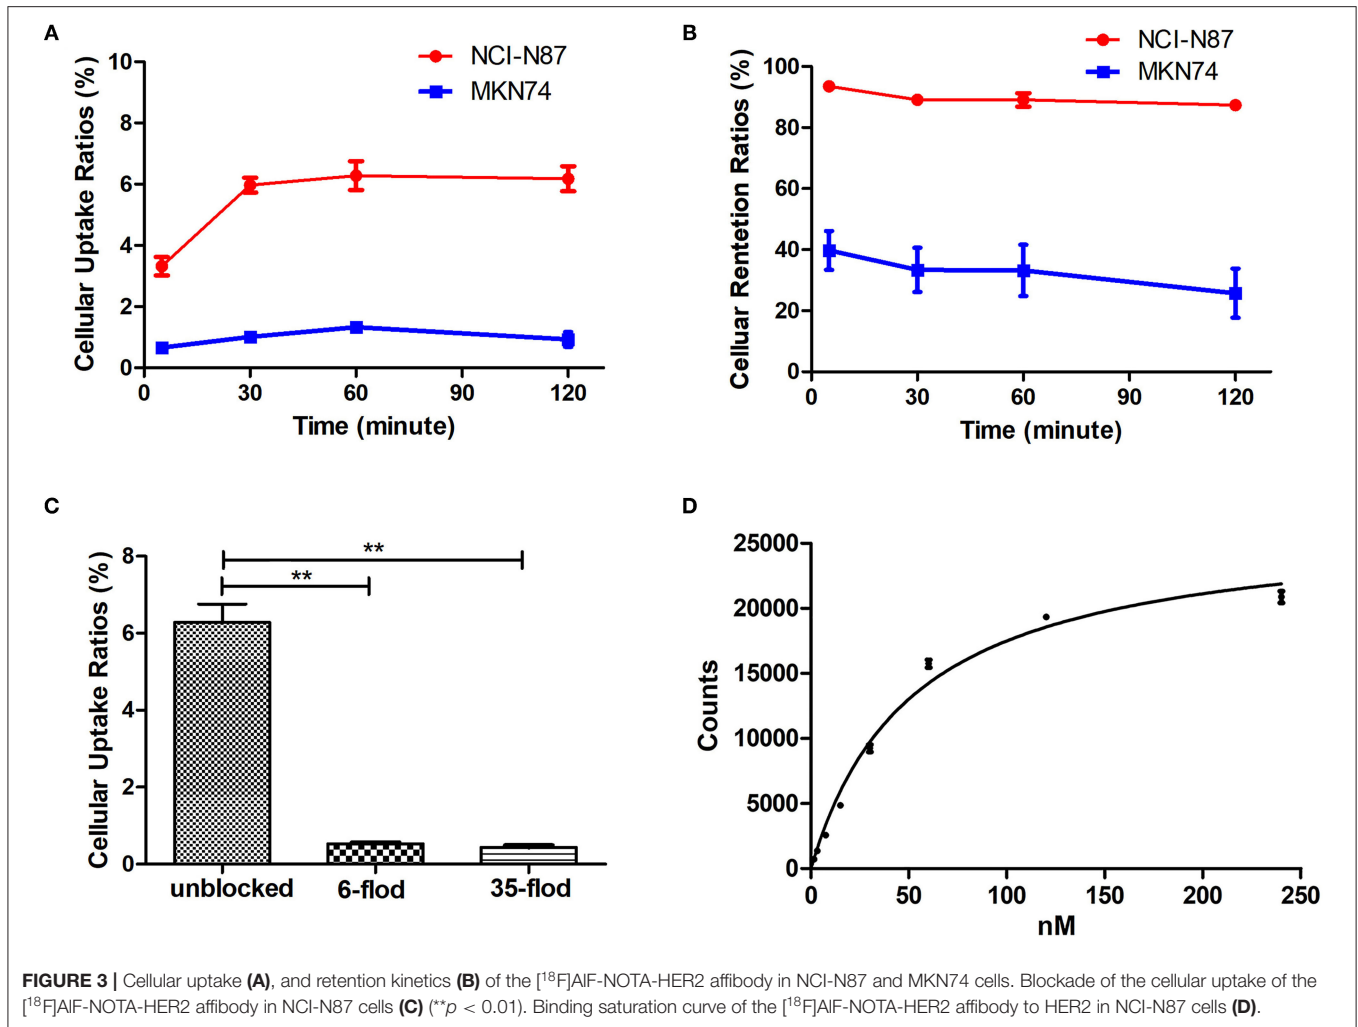 A
NCI-N87
MKN74
10
8
6
4
2
0
Cellular Uptake Ratios (%)
0 30 60 90 120
Time (minute)
B
NCI-N87
MKN74
100
80
60
40
20
0
Celluar Rentetion Ratios (%)
0 30 60 90 120
Time (minute)
C
8
6
4
2
0
Cellular Uptake Ratios (%)
**
**
unblocked 6-flod 35-flod
D
25000
20000
15000
10000
5000
0
Counts
0 50 100 150 200 250
nM
FIGURE 3 | Cellular uptake (A), and retention kinetics (B) of the [¹⁸F]AlF-NOTA-HER2 affibody in NCI-N87 and MKN74 cells. Blockade of the cellular uptake of the
[¹⁸F]AlF-NOTA-HER2 affibody in NCI-N87 cells (C) (**p < 0.01). Binding saturation curve of the [¹⁸F]AlF-NOTA-HER2 affibody to HER2 in NCI-N87 cells (D).